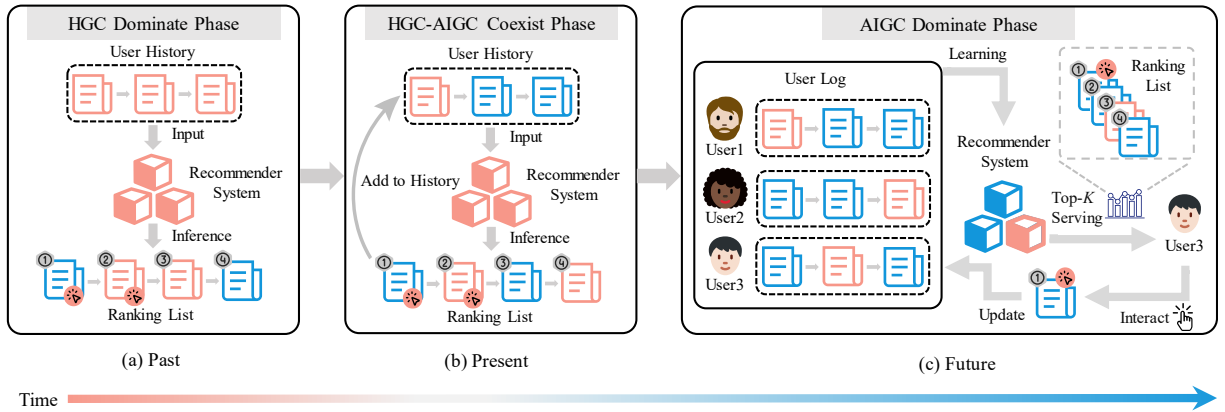 HGC Dominate Phase
User History
Input
Recommender
System
Inference
①
②
③
④
Ranking List
(a) Past
HGC-AIGC Coexist Phase
User History
Input
Add to History
Recommender
System
Inference
①
②
③
④
Ranking List
(b) Present
AIGC Dominate Phase
User Log
User1
User2
User3
Learning
Recommender
System
①
②
③
④
Ranking
List
Top-K
Serving
User3
Interact
①
Update
(c) Future
Time